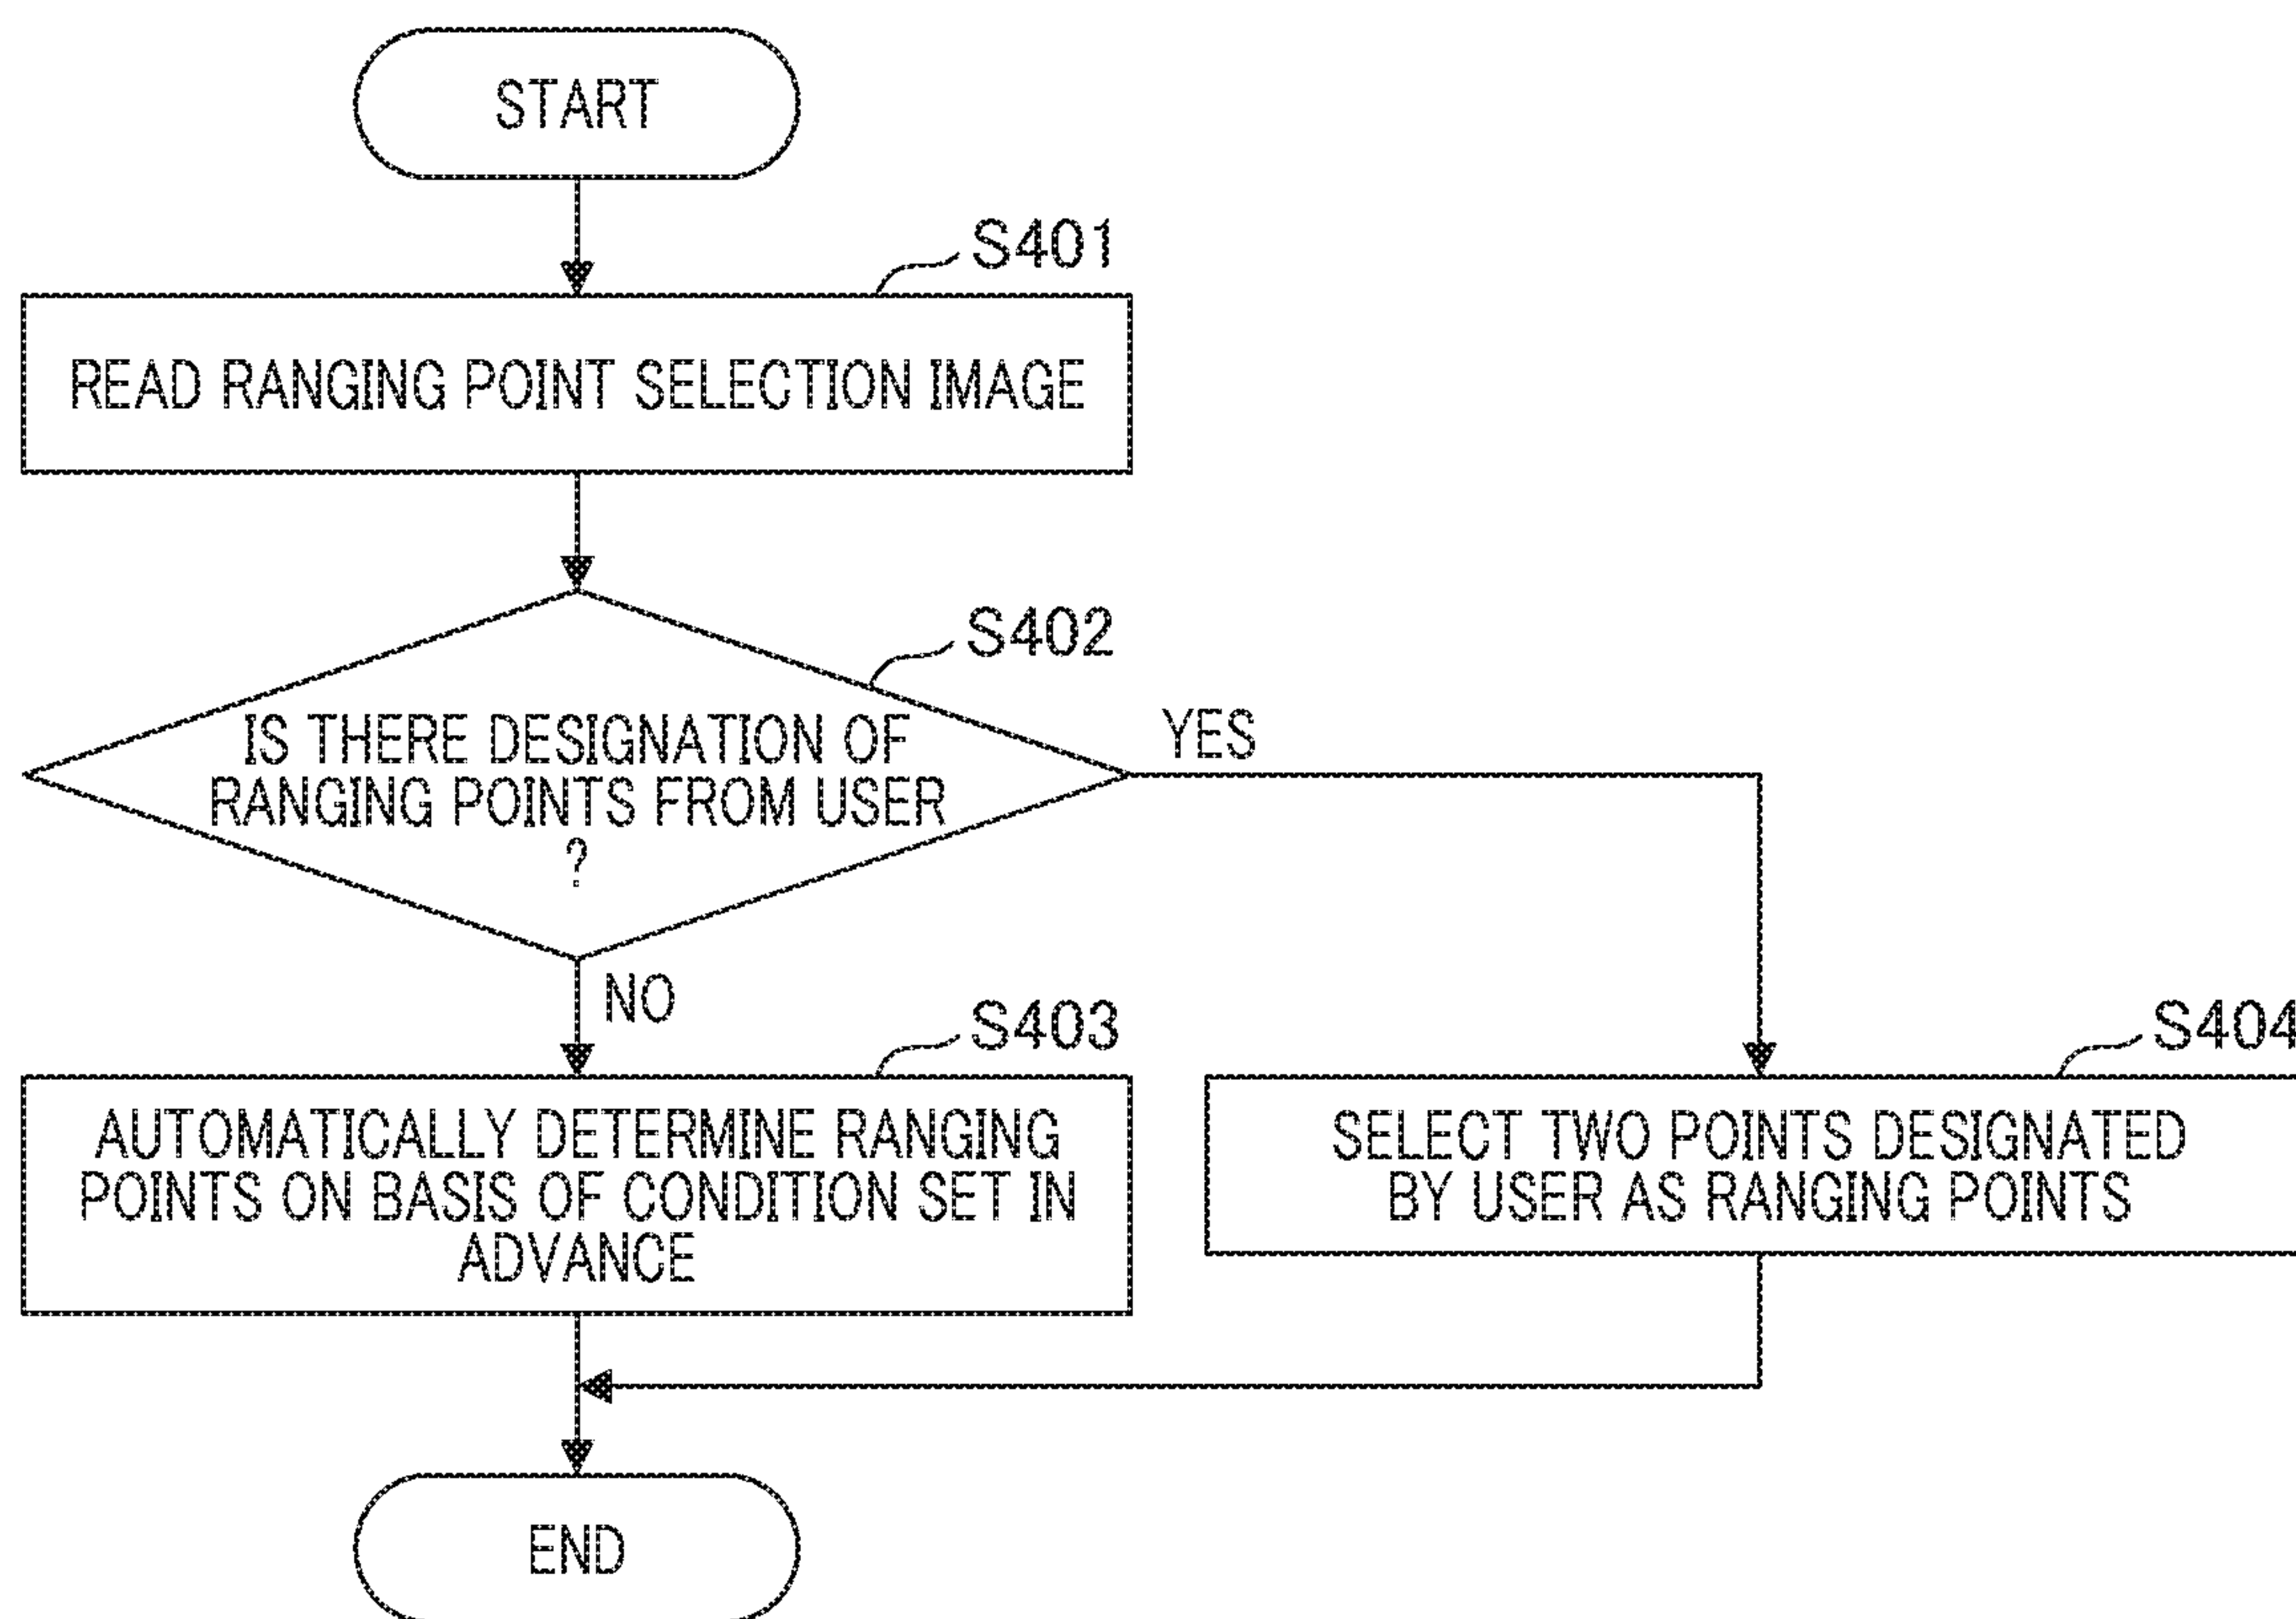 START
S401
READ RANGING POINT SELECTION IMAGE
S402
IS THERE DESIGNATION OF
RANGING POINTS FROM USER
?
YES
NO
S403
AUTOMATICALLY DETERMINE RANGING
POINTS ON BASIS OF CONDITION SET IN
ADVANCE
S404
SELECT TWO POINTS DESIGNATED
BY USER AS RANGING POINTS
END